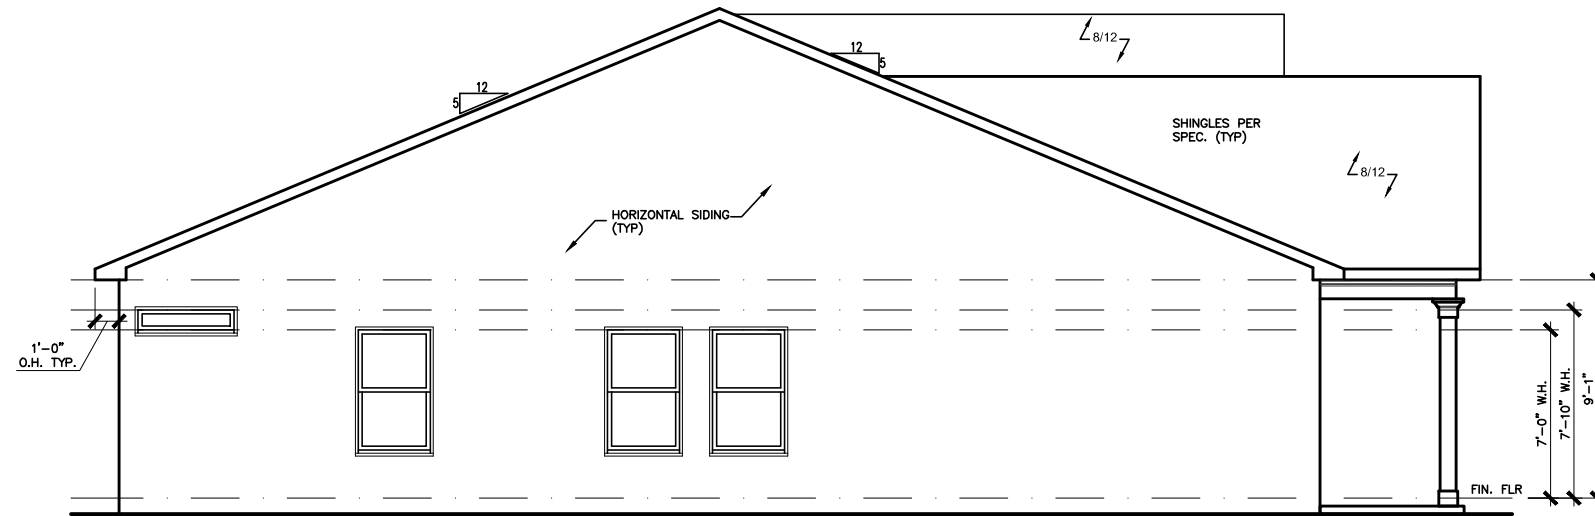 8/12
12
5
12
5
SHINGLES PER
SPEC. (TYP)
8/12
HORIZONTAL SIDING
(TYP)
1'-0"
O.H. TYP.
7'-0" W.H.
7'-10" W.H.
9'-1"
FIN. FLR